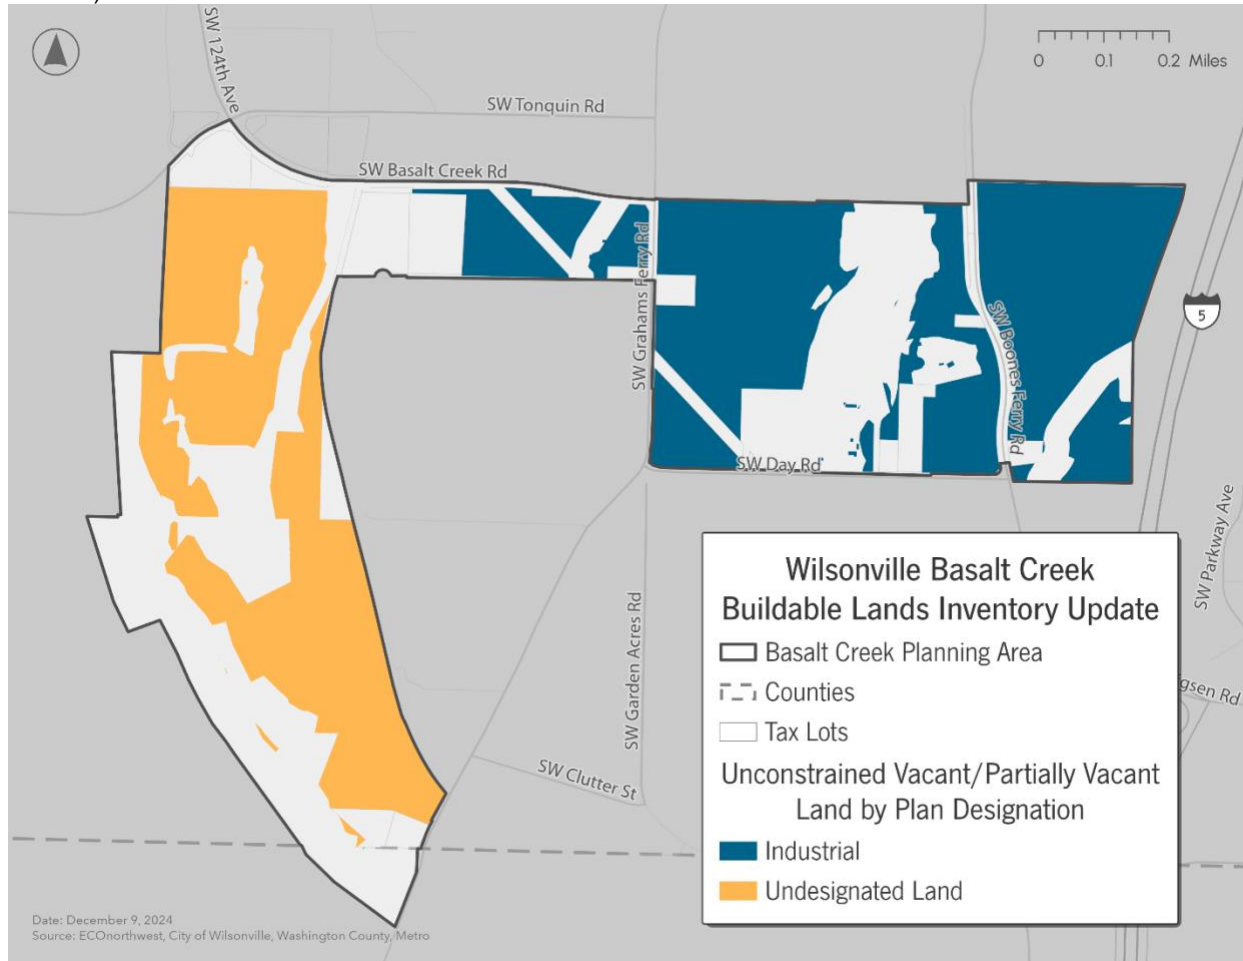 SW 124th Ave
SW Tonquin Rd
SW Basalt Creek Rd
0 0.1 0.2 Miles
SW Grahams Ferry Rd
SW Boones Ferry Rd
5
SW Day Rd
SW Parkway Ave
SW Garden Acres Rd
SW Clutter St
Wilsonville Basalt Creek
Buildable Lands Inventory Update
Basalt Creek Planning Area
Counties
Tax Lots
Unconstrained Vacant/Partially Vacant
Land by Plan Designation
Industrial
Undesignated Land
gsen Rd
Date: December 9, 2024
Source: ECOnorthwest, City of Wilsonville, Washington County, Metro